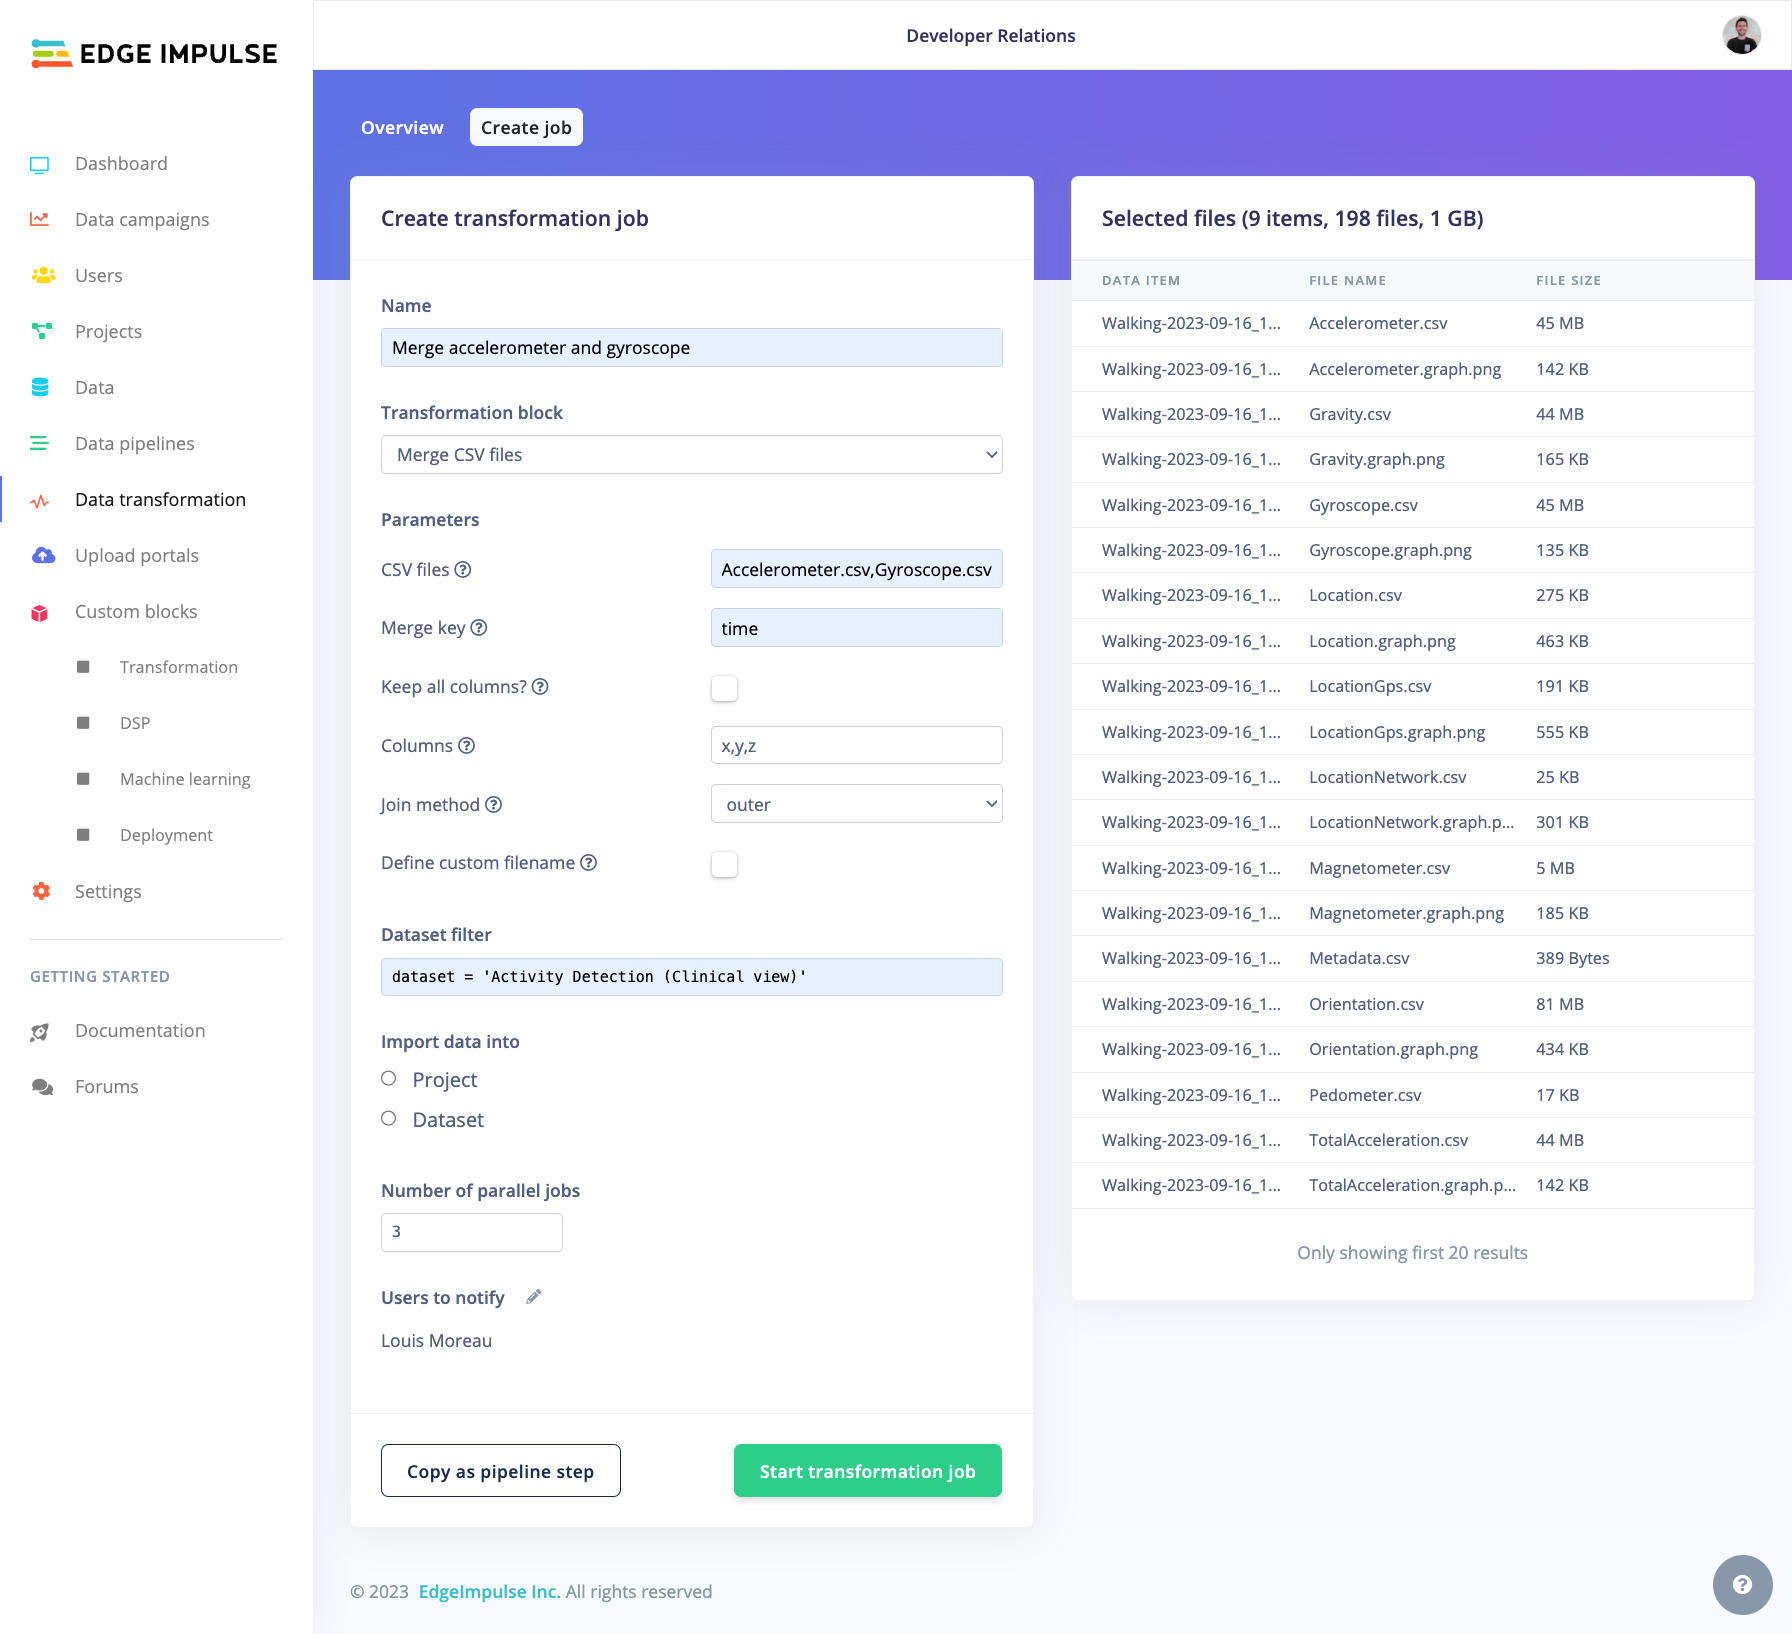 EDGE IMPULSE
Developer Relations
Dashboard
Data campaigns
Users
Projects
Data
Data pipelines
Data transformation
Upload portals
Custom blocks
Transformation
DSP
Machine learning
Deployment
Settings
GETTING STARTED
Documentation
Forums
Overview Create job
Create transformation job
Name
Merge accelerometer and gyroscope
Transformation block
Merge CSV files
Parameters
CSV files Accelerometer.csv,Gyroscope.csv
Merge key time
Keep all columns?
Columns x,y,z
Join method outer
Define custom filename
Dataset filter
dataset = 'Activity Detection (Clinical view)'
Import data into
Project
Dataset
Number of parallel jobs
3
Users to notify
Louis Moreau
Copy as pipeline step Start transformation job
Selected files (9 items, 198 files, 1 GB)
DATA ITEM FILE NAME FILE SIZE
Walking-2023-09-16_1... Accelerometer.csv 45 MB
Walking-2023-09-16_1... Accelerometer.graph.png 142 KB
Walking-2023-09-16_1... Gravity.csv 44 MB
Walking-2023-09-16_1... Gravity.graph.png 165 KB
Walking-2023-09-16_1... Gyroscope.csv 45 MB
Walking-2023-09-16_1... Gyroscope.graph.png 135 KB
Walking-2023-09-16_1... Location.csv 275 KB
Walking-2023-09-16_1... Location.graph.png 463 KB
Walking-2023-09-16_1... LocationGps.csv 191 KB
Walking-2023-09-16_1... LocationGps.graph.png 555 KB
Walking-2023-09-16_1... LocationNetwork.csv 25 KB
Walking-2023-09-16_1... LocationNetwork.graph.p... 301 KB
Walking-2023-09-16_1... Magnetometer.csv 5 MB
Walking-2023-09-16_1... Magnetometer.graph.png 185 KB
Walking-2023-09-16_1... Metadata.csv 389 Bytes
Walking-2023-09-16_1... Orientation.csv 81 MB
Walking-2023-09-16_1... Orientation.graph.png 434 KB
Walking-2023-09-16_1... Pedometer.csv 17 KB
Walking-2023-09-16_1... TotalAcceleration.csv 44 MB
Walking-2023-09-16_1... TotalAcceleration.graph.p... 142 KB
Only showing first 20 results
© 2023 EdgeImpulse Inc. All rights reserved